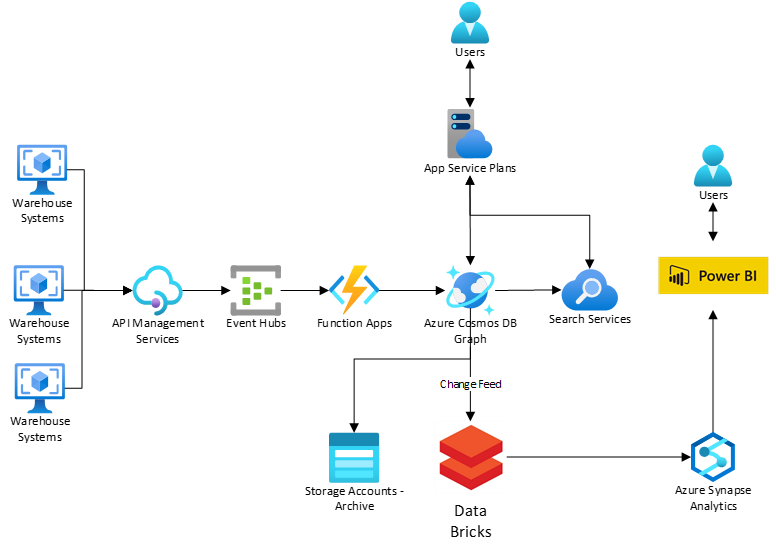 Users
App Service Plans
Users
Warehouse
Systems
Power BI
Warehouse
Systems
API Management
Services
Event Hubs
Function Apps
Azure Cosmos DB
Graph
Search Services
Change Feed
Warehouse
Systems
Storage Accounts -
Archive
Data
Bricks
Azure Synapse
Analytics